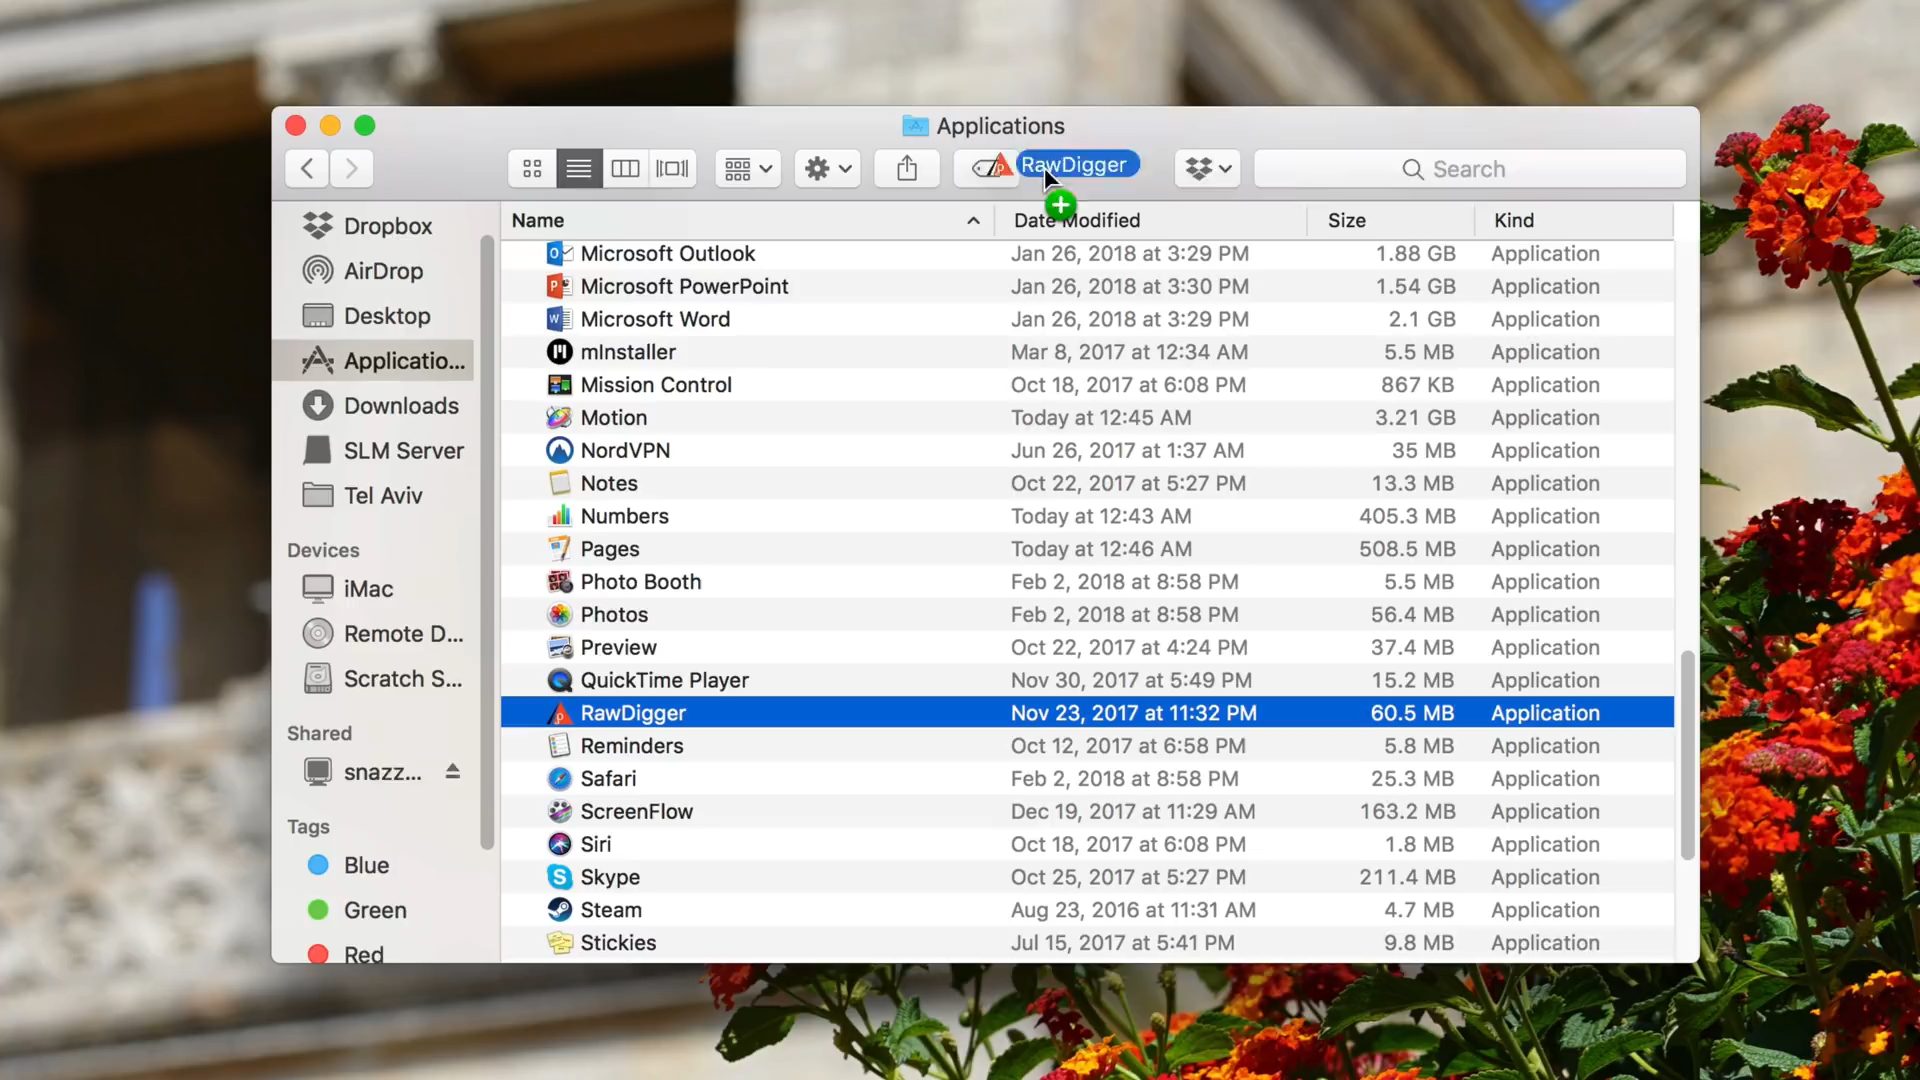 Applications
RawDigger
Search
Dropbox
AirDrop
Desktop
Applicatio...
Downloads
SLM Server
Tel Aviv
Devices
iMac
Remote D...
Scratch S...
Shared
snazz...
Tags
Blue
Green
Red
Name Date Modified Size Kind
Microsoft Outlook Jan 26, 2018 at 3:29 PM 1.88 GB Application
Microsoft PowerPoint Jan 26, 2018 at 3:30 PM 1.54 GB Application
Microsoft Word Jan 26, 2018 at 3:29 PM 2.1 GB Application
mInstaller Mar 8, 2017 at 12:34 AM 5.5 MB Application
Mission Control Oct 18, 2017 at 6:08 PM 867 KB Application
Motion Today at 12:45 AM 3.21 GB Application
NordVPN Jun 26, 2017 at 1:37 AM 35 MB Application
Notes Oct 22, 2017 at 5:27 PM 13.3 MB Application
Numbers Today at 12:43 AM 405.3 MB Application
Pages Today at 12:46 AM 508.5 MB Application
Photo Booth Feb 2, 2018 at 8:58 PM 5.5 MB Application
Photos Feb 2, 2018 at 8:58 PM 56.4 MB Application
Preview Oct 22, 2017 at 4:24 PM 37.4 MB Application
QuickTime Player Nov 30, 2017 at 5:49 PM 15.2 MB Application
RawDigger Nov 23, 2017 at 11:32 PM 60.5 MB Application
Reminders Oct 12, 2017 at 6:58 PM 5.8 MB Application
Safari Feb 2, 2018 at 8:58 PM 25.3 MB Application
ScreenFlow Dec 19, 2017 at 11:29 AM 163.2 MB Application
Siri Oct 18, 2017 at 6:08 PM 1.8 MB Application
Skype Oct 25, 2017 at 5:27 PM 211.4 MB Application
Steam Aug 23, 2016 at 11:31 AM 4.7 MB Application
Stickies Jul 15, 2017 at 5:41 PM 9.8 MB Application